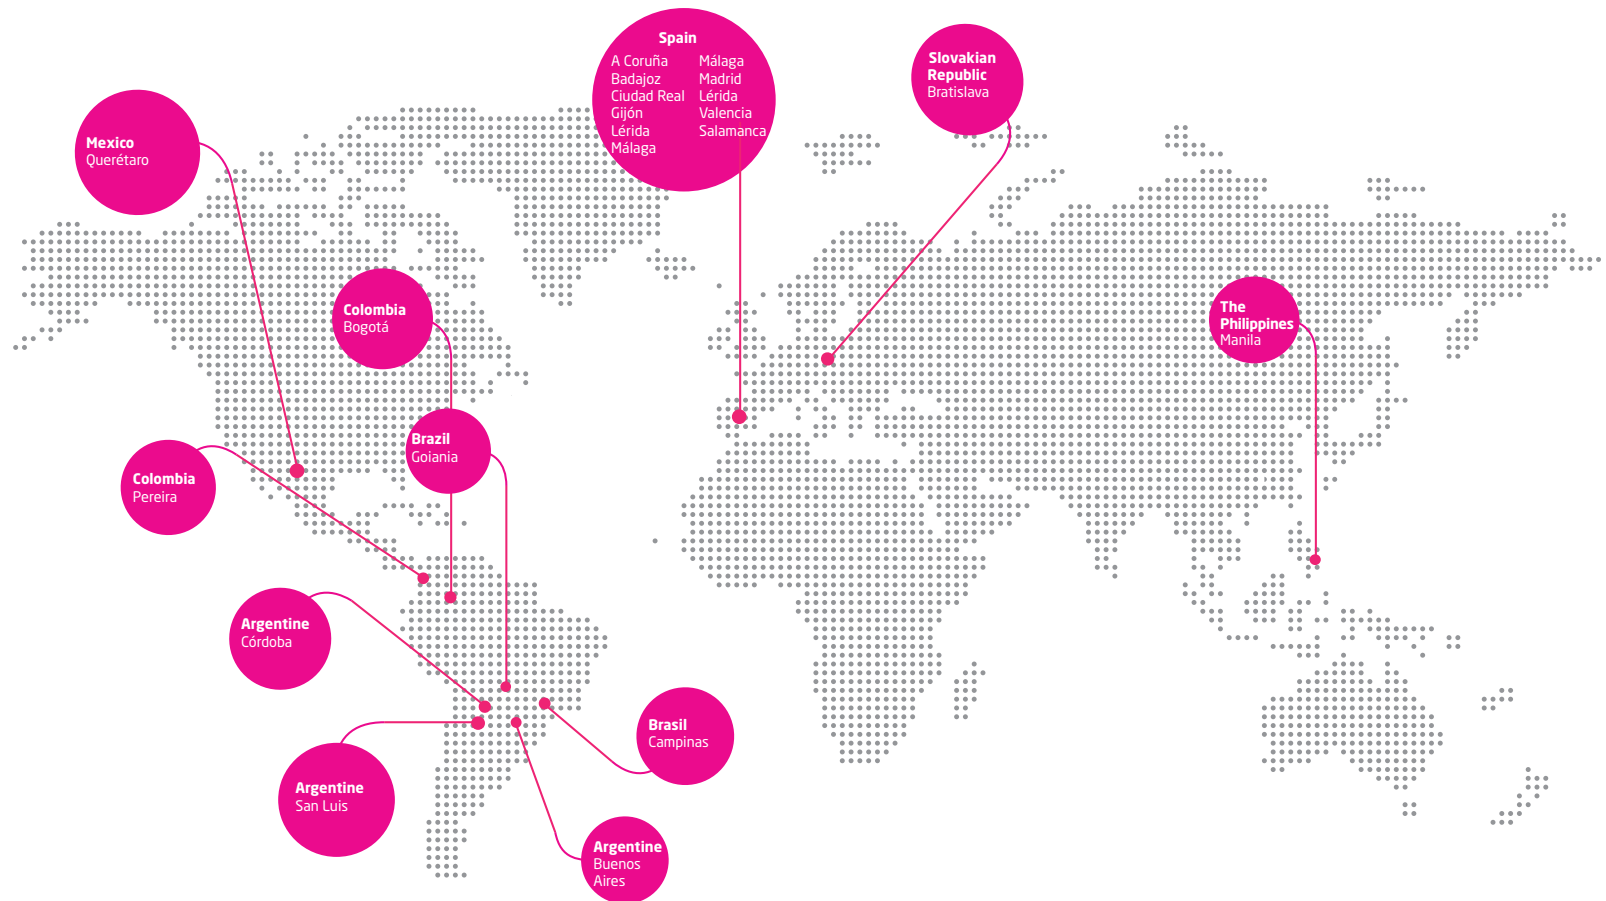 Spain
A Coruña
Badajoz
Ciudad Real
Gijón
Lérida
Málaga
Málaga
Madrid
Lérida
Valencia
Salamanca
Slovakian
Republic
Bratislava
Mexico
Querétaro
Colombia
Bogotá
The
Philippines
Manila
Brazil
Goiania
Colombia
Pereira
Argentine
Córdoba
Brasil
Campinas
Argentine
San Luis
Argentine
Buenos
Aires